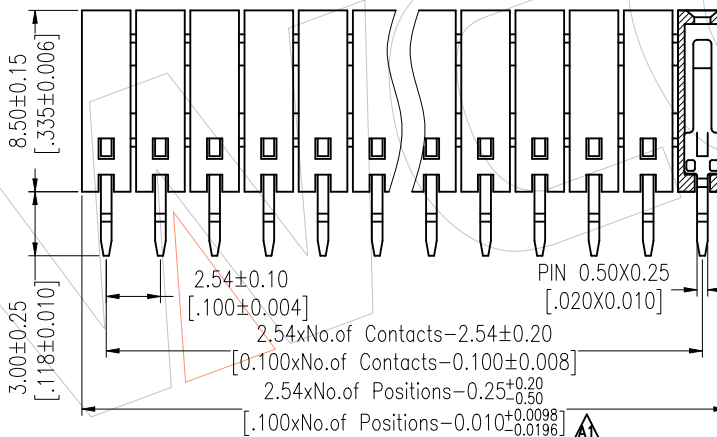 8.50±0.15
[.335±0.006]
3.00±0.25
[.118±0.010]
2.54±0.10
[.100±0.004]
PIN 0.50X0.25
[.020X0.010]
2.54xNo.of Contacts-2.54±0.20
[0.100xNo.of Contacts-0.100±0.008]
2.54xNo.of Positions-0.25+0.20-0.50
[.100xNo.of Positions-0.010+0.0098-0.0196]
A1